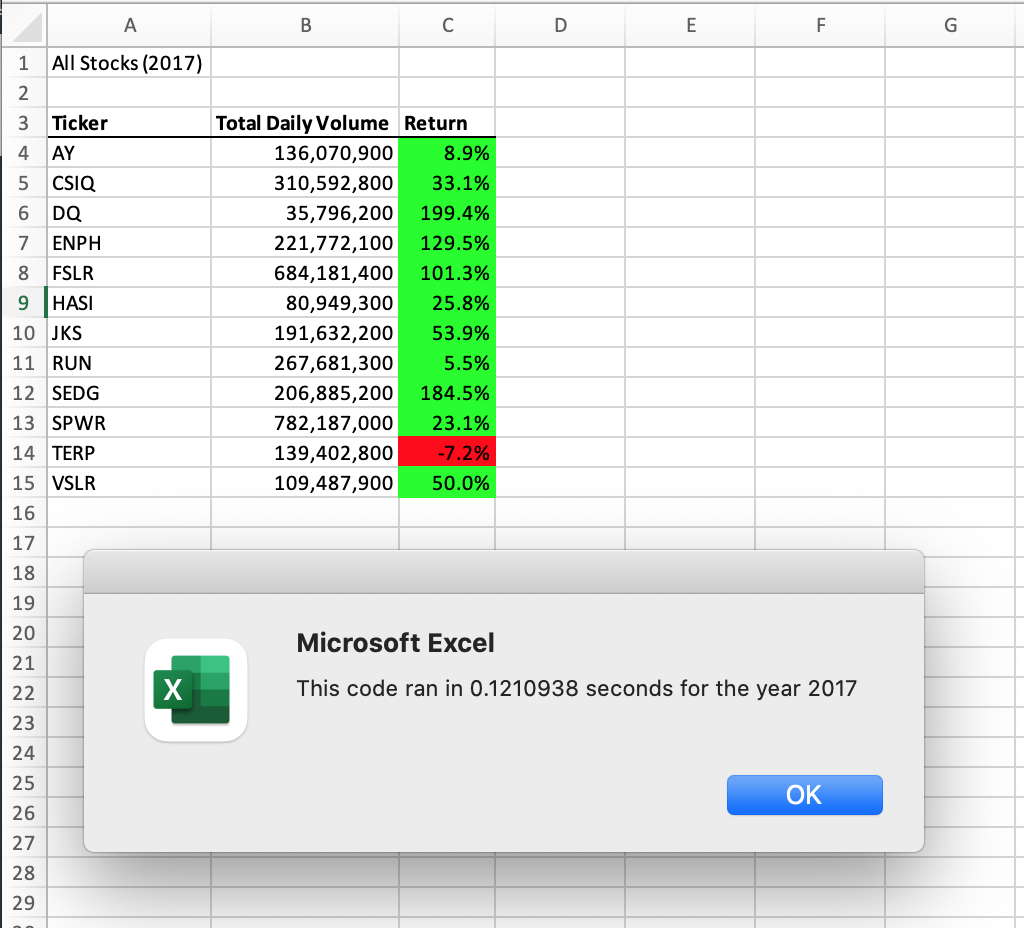 A B C D E F G
1 All Stocks (2017)
2
3 Ticker Total Daily Volume Return
4 AY 136,070,900 8.9%
5 CSIQ 310,592,800 33.1%
6 DQ 35,796,200 199.4%
7 ENPH 221,772,100 129.5%
8 FSLR 684,181,400 101.3%
9 HASI 80,949,300 25.8%
10 JKS 191,632,200 53.9%
11 RUN 267,681,300 5.5%
12 SEDG 206,885,200 184.5%
13 SPWR 782,187,000 23.1%
14 TERP 139,402,800 -7.2%
15 VSLR 109,487,900 50.0%
16
17
18
19
20
21
22
23
24
25
26
27
28
29
Microsoft Excel
X
This code ran in 0.1210938 seconds for the year 2017
OK